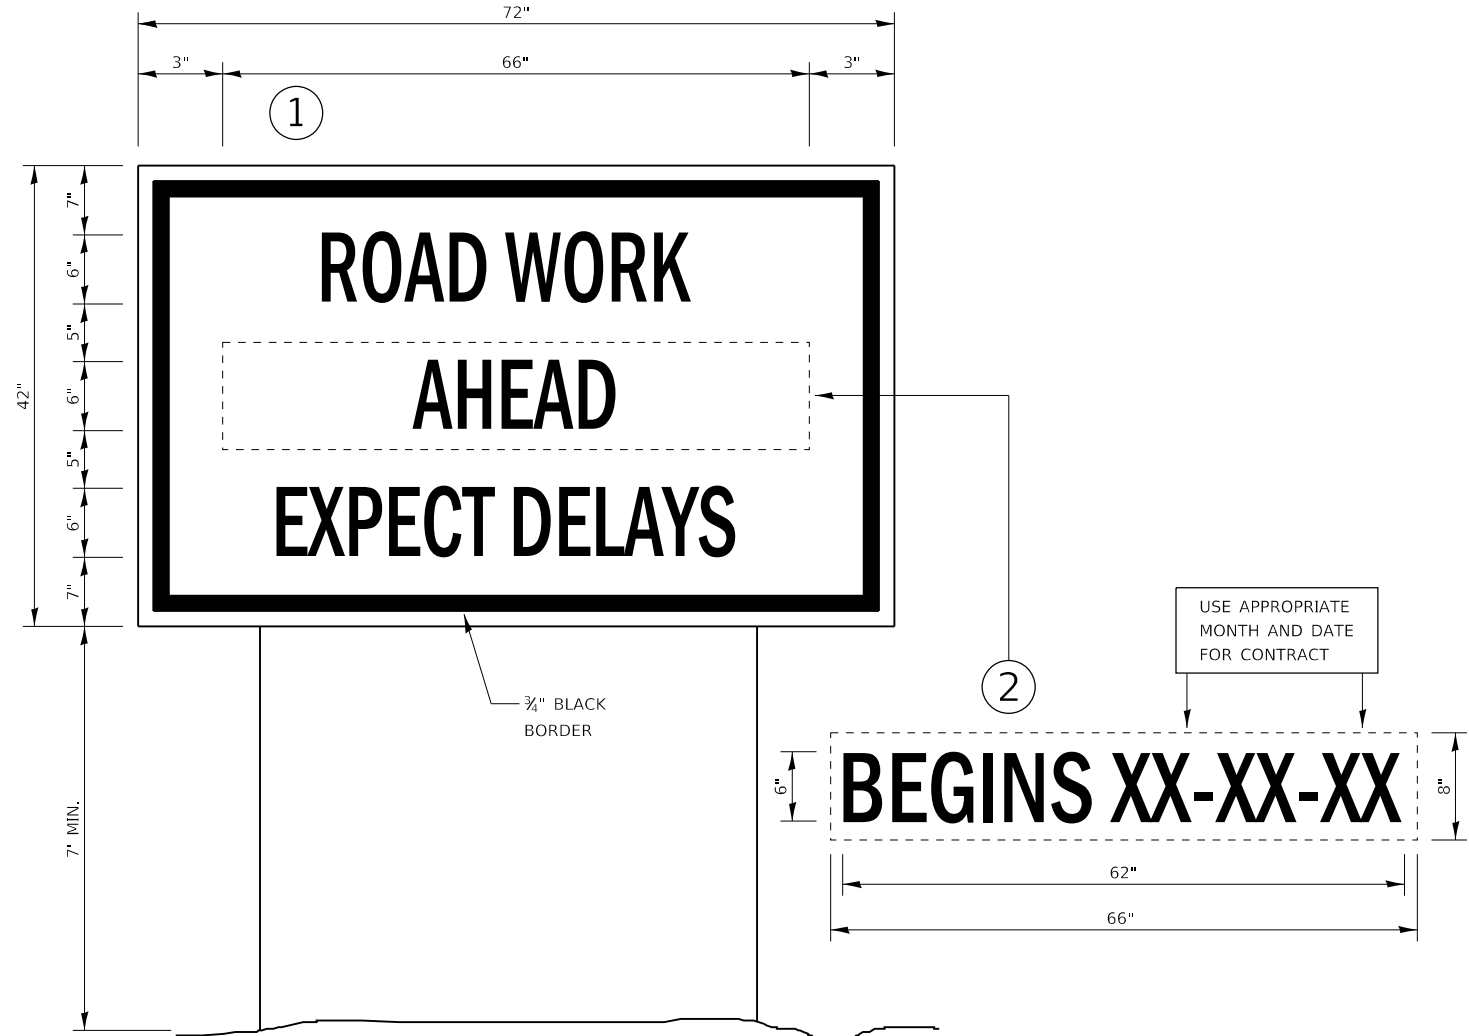 72"
3" 66" 3"
1
7"
6"
5"
6"
5"
6"
7"
42"
ROAD WORK
AHEAD
EXPECT DELAYS
7' MIN.
¾" BLACK
BORDER
2
USE APPROPRIATE
MONTH AND DATE
FOR CONTRACT
6"
BEGINS XX-XX-XX
8"
62"
66"